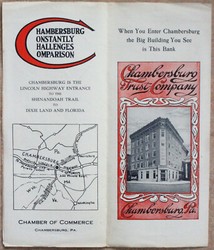 CHAMBERSBURG
CONSTANTLY
CHALLENGES
COMPARISON
CHAMBERSBURG IS THE
LINCOLN HIGHWAY ENTRANCE
TO THE
SHENANDOAH TRAIL
TO
DIXIE LAND AND FLORIDA
CHAMBERSBURG
CHAMBER OF COMMERCE
CHAMBERSBURG, PA.
When You Enter Chambersburg
the Big Building You See
is This Bank
Chambersburg
Trust Company
Chambersburg, Pa.